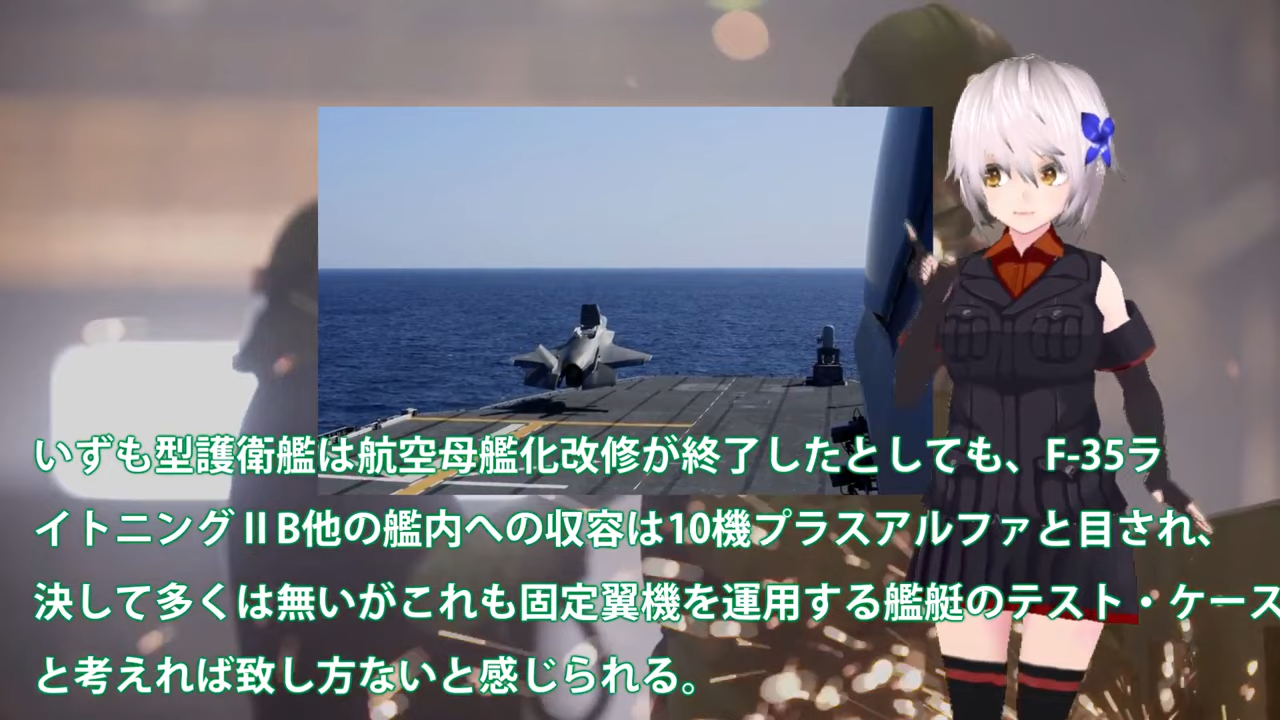 いずも型護衛艦は航空母艦化改修が終了したとしても、F-35ラ
イトニングⅡB他の艦内への収容は10機プラスアルファと目され、
決して多くは無いがこれも固定翼機を運用する艦艇のテスト・ケース
と考えれば致し方ないと感じられる。